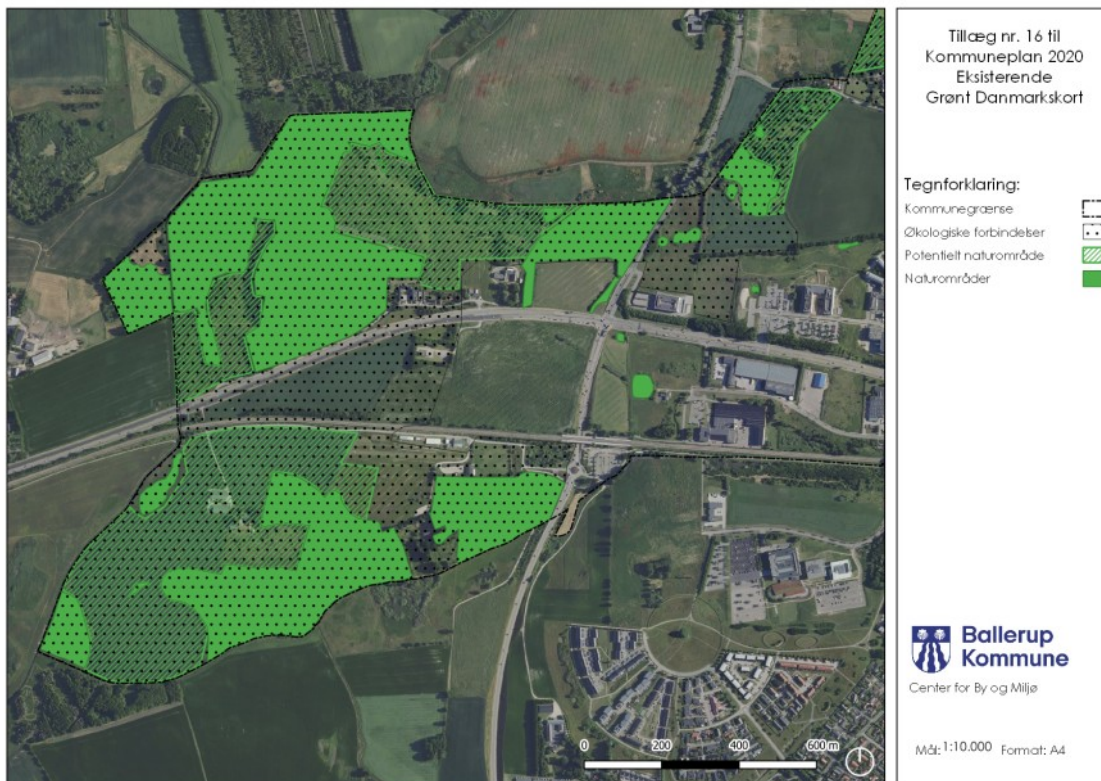 Tillæg nr. 16 til
Kommuneplan 2020
Eksisterende
Grønt Danmarkskort
Tegnforklaring:
Kommunegrænse
Økologiske forbindelser
Potentielt naturområde
Naturområder
Ballerup
Kommune
Center for By og Miljø
Mål: 1:10.000 Format: A4
0 200 400 600 m